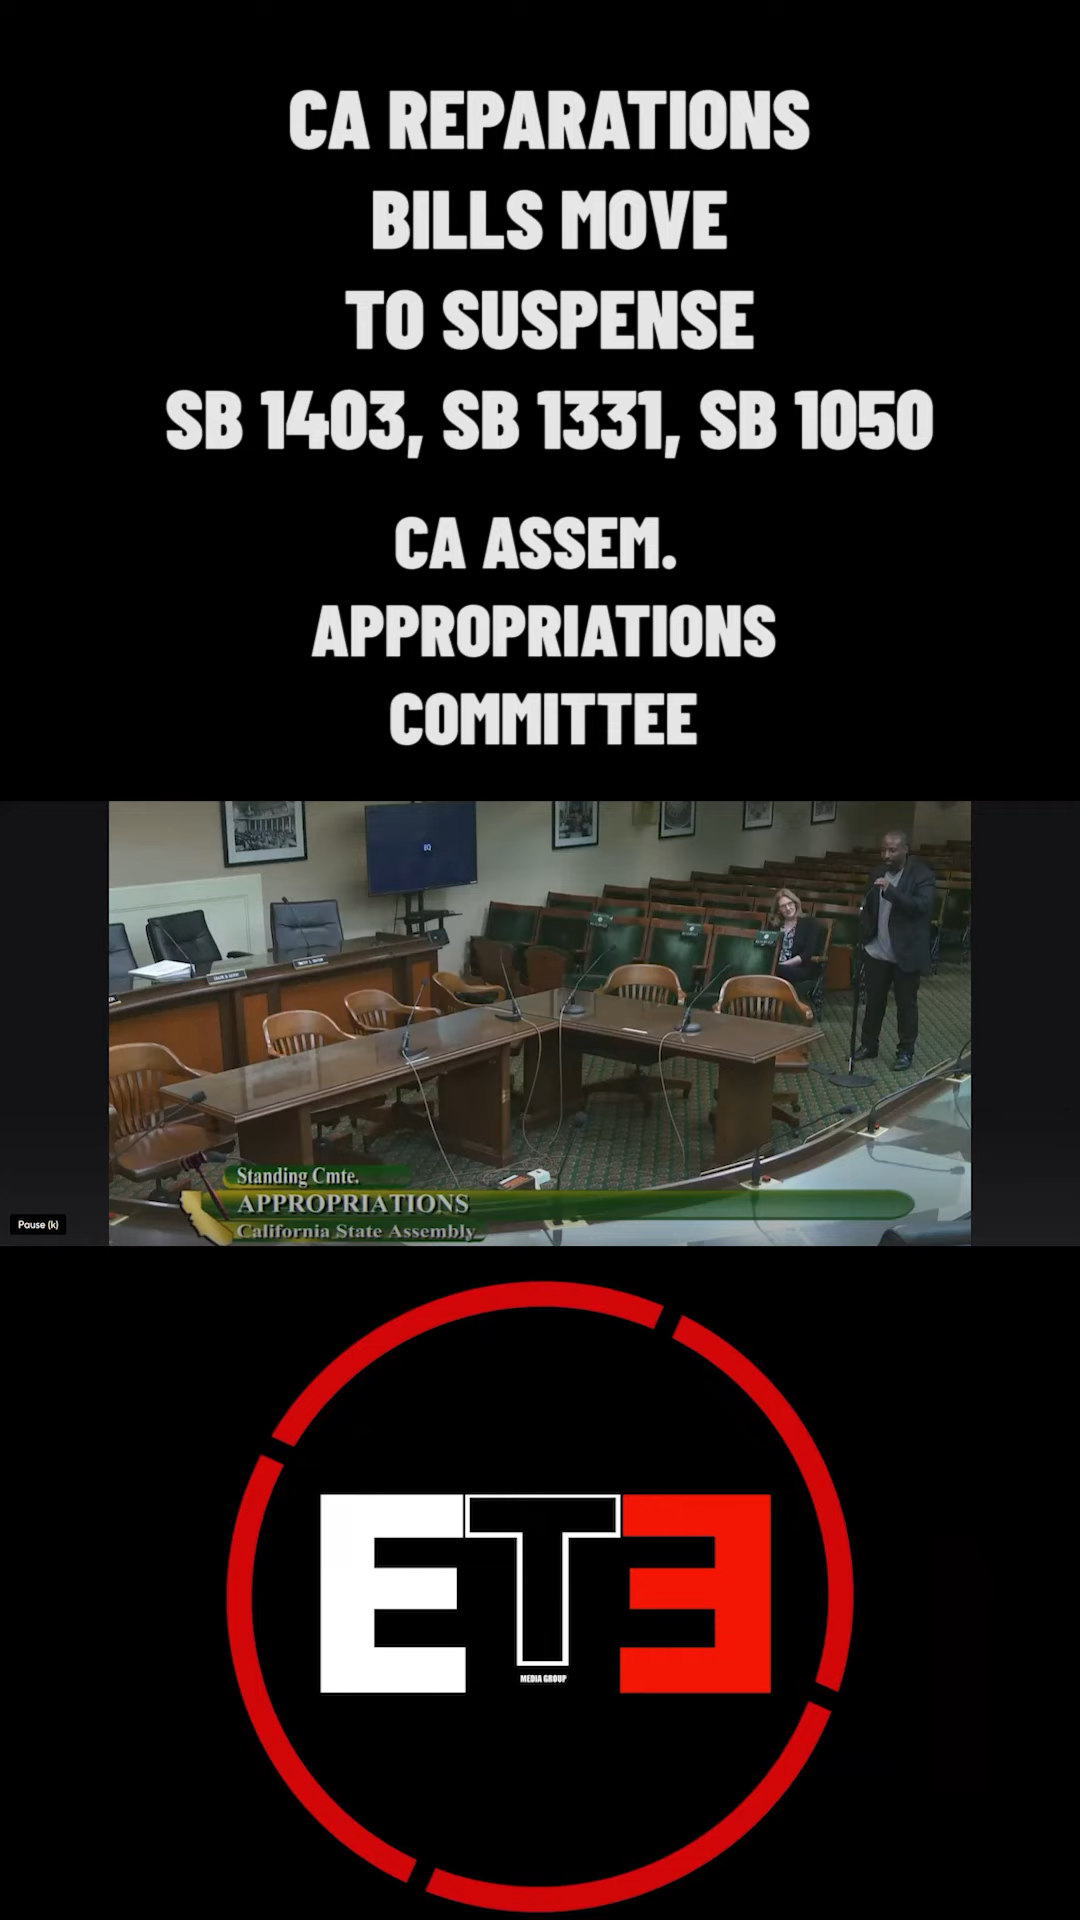 CA REPARATIONS
BILLS MOVE
TO SUSPENSE
SB 1403, SB 1331, SB 1050
CA ASSEM.
APPROPRIATIONS
COMMITTEE
Standing Cmte.
APPROPRIATIONS
California State Assembly
Pause (k)
ETE
MEDIA GROUP